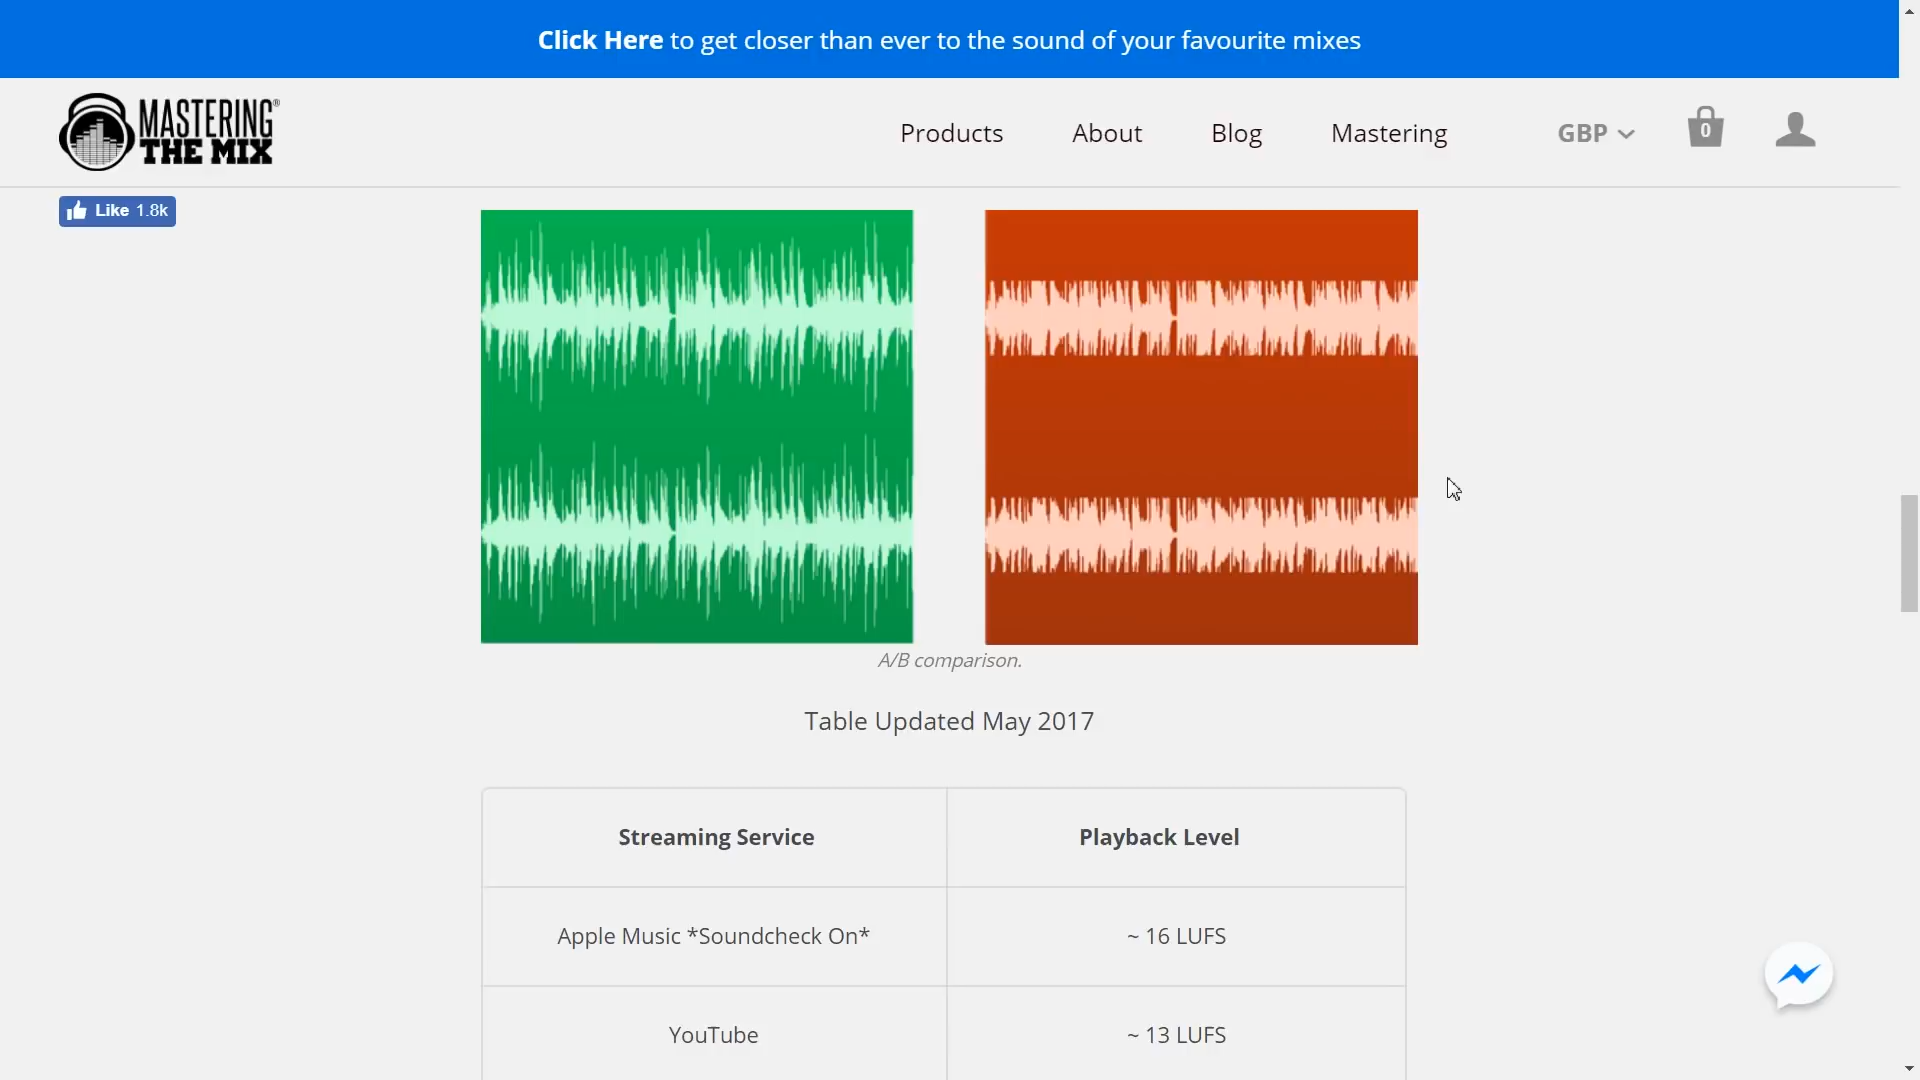 Click Here to get closer than ever to the sound of your favourite mixes
MASTERING®
THE MIX
Products About Blog Mastering GBP 0
Like 1.8k
A/B comparison.
Table Updated May 2017
Streaming Service Playback Level
Apple Music *Soundcheck On* ~ 16 LUFS
YouTube ~ 13 LUFS